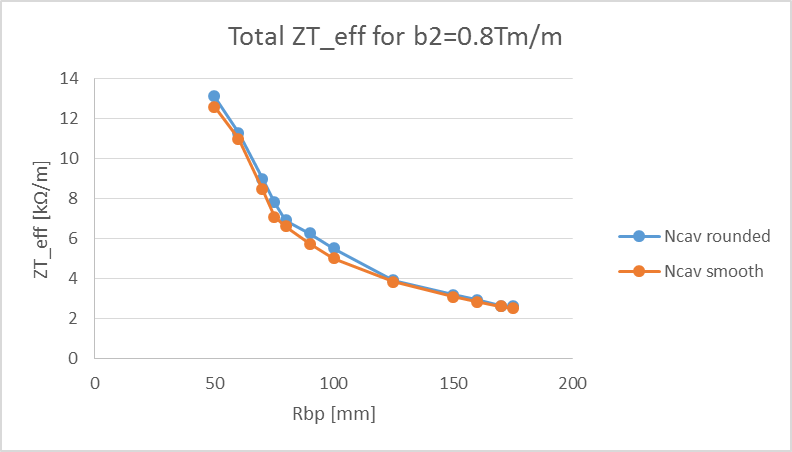 Total ZT_eff for b2=0.8Tm/m
14
12
10
8
6
4
2
0
ZT_eff [kΩ/m]
0 50 100 150 200
Rbp [mm]
Ncav rounded
Ncav smooth